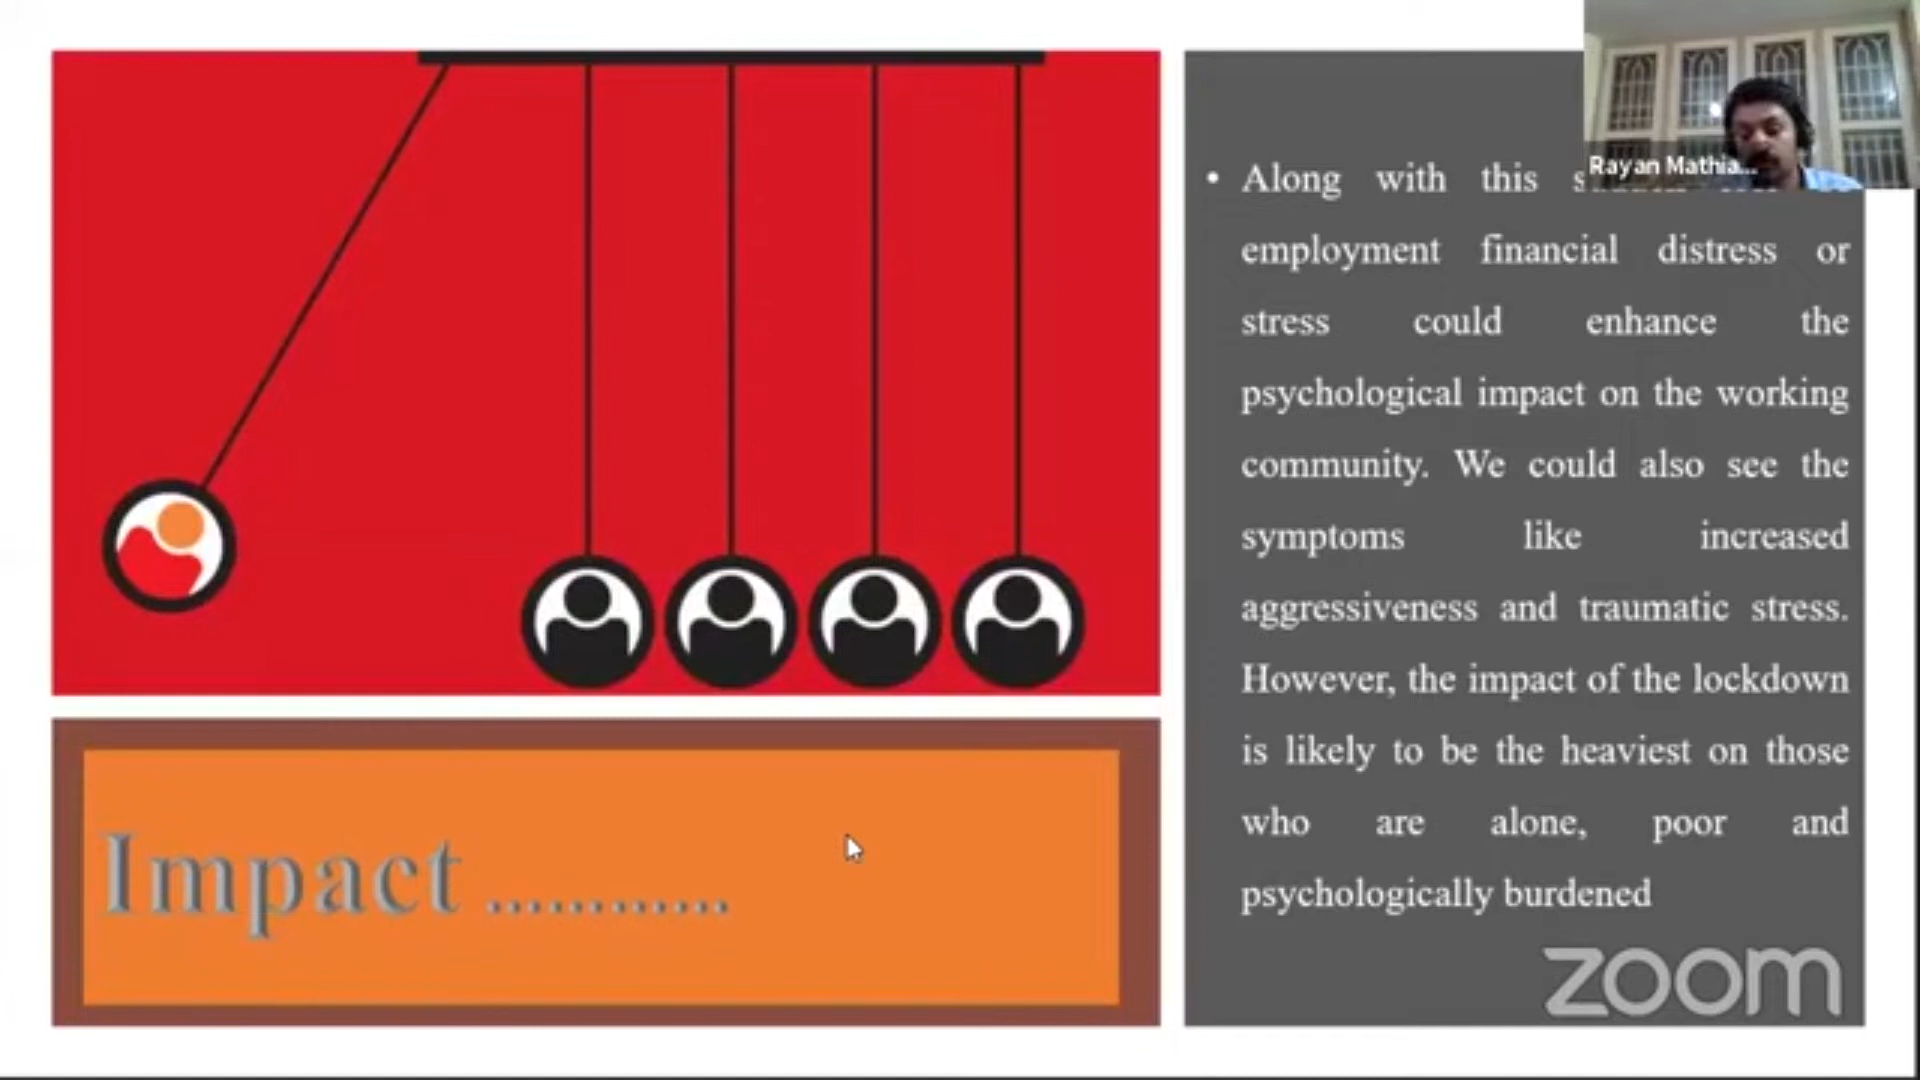 Rayan Mathia...
• Along with this
employment financial distress or
stress could enhance the
psychological impact on the working
community. We could also see the
symptoms like increased
aggressiveness and traumatic stress.
However, the impact of the lockdown
is likely to be the heaviest on those
who are alone, poor and
psychologically burdened
Impact ............
zoom